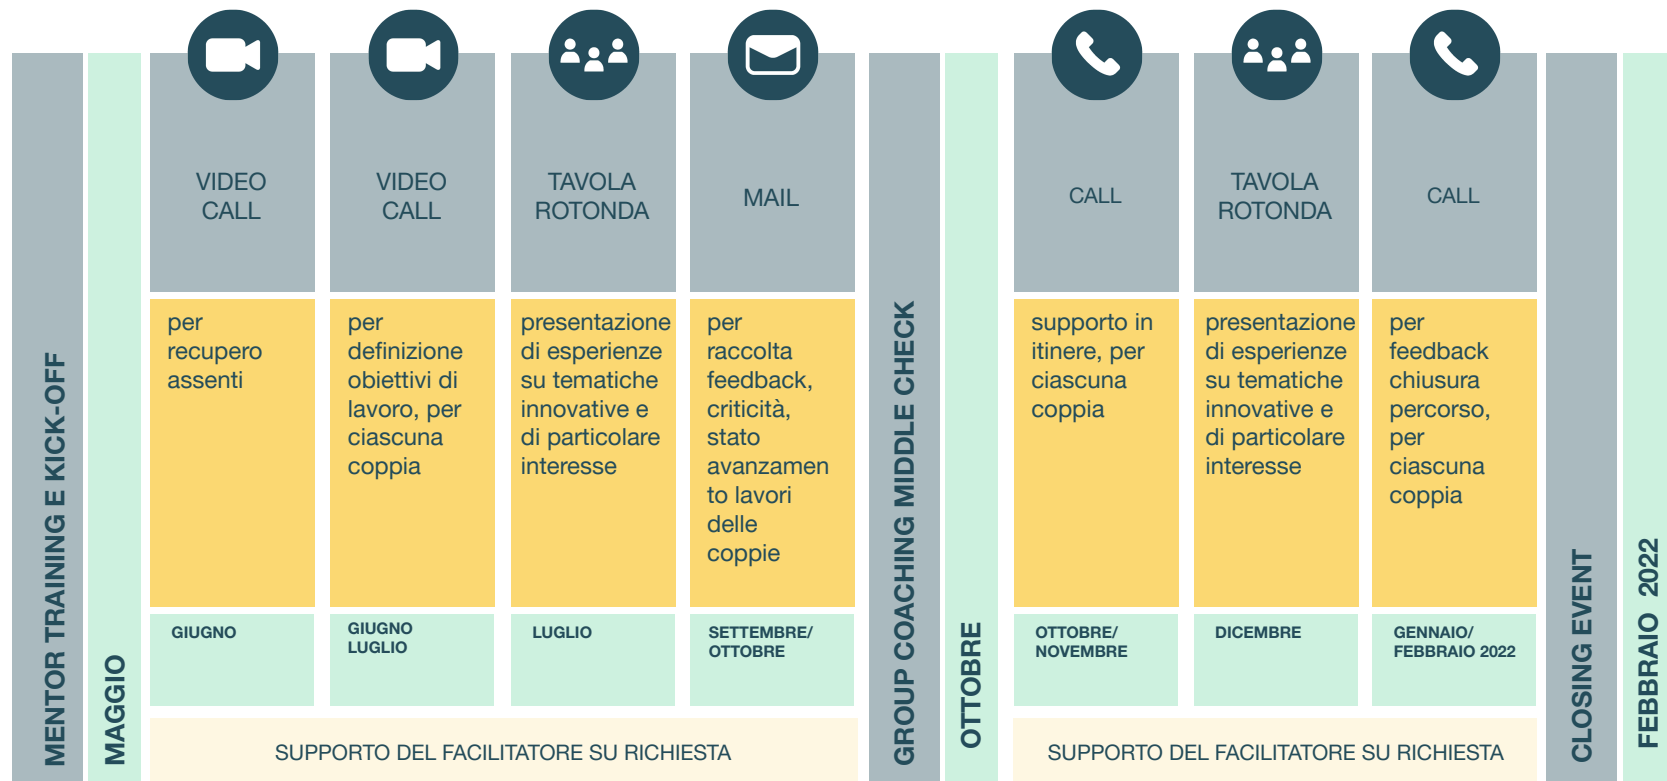 MENTOR TRAINING E KICK-OFF
MAGGIO
VIDEO
CALL
per
recupero
assenti
GIUGNO
VIDEO
CALL
per
definizione
obiettivi di
lavoro, per
ciascuna
coppia
GIUGNO
LUGLIO
TAVOLA
ROTONDA
presentazione
di esperienze
su tematiche
innovative e
di particolare
interesse
LUGLIO
MAIL
per
raccolta
feedback,
criticità,
stato
avanzamen
to lavori
delle
coppie
SETTEMBRE/
OTTOBRE
SUPPORTO DEL FACILITATORE SU RICHIESTA
GROUP COACHING MIDDLE CHECK
OTTOBRE
CALL
supporto in
itinere, per
ciascuna
coppia
OTTOBRE/
NOVEMBRE
TAVOLA
ROTONDA
presentazione
di esperienze
su tematiche
innovative e
di particolare
interesse
DICEMBRE
CALL
per
feedback
chiusura
percorso,
per
ciascuna
coppia
GENNAIO/
FEBBRAIO 2022
SUPPORTO DEL FACILITATORE SU RICHIESTA
CLOSING EVENT
FEBBRAIO 2022